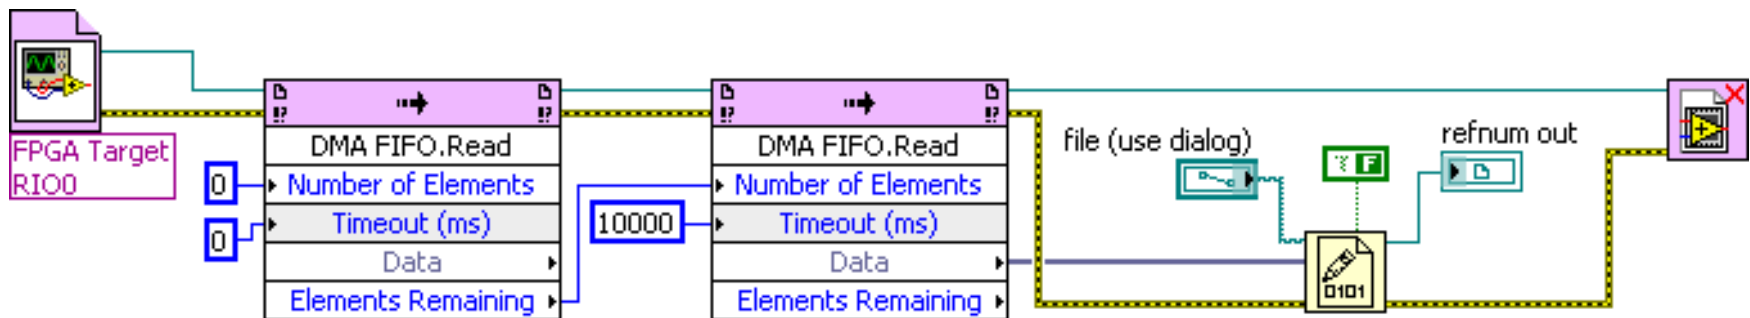 FPGA Target
RIO0
DMA FIFO.Read
0
Number of Elements
0
Timeout (ms)
Data
Elements Remaining
DMA FIFO.Read
Number of Elements
10000
Timeout (ms)
Data
Elements Remaining
file (use dialog)
T F
refnum out
0101